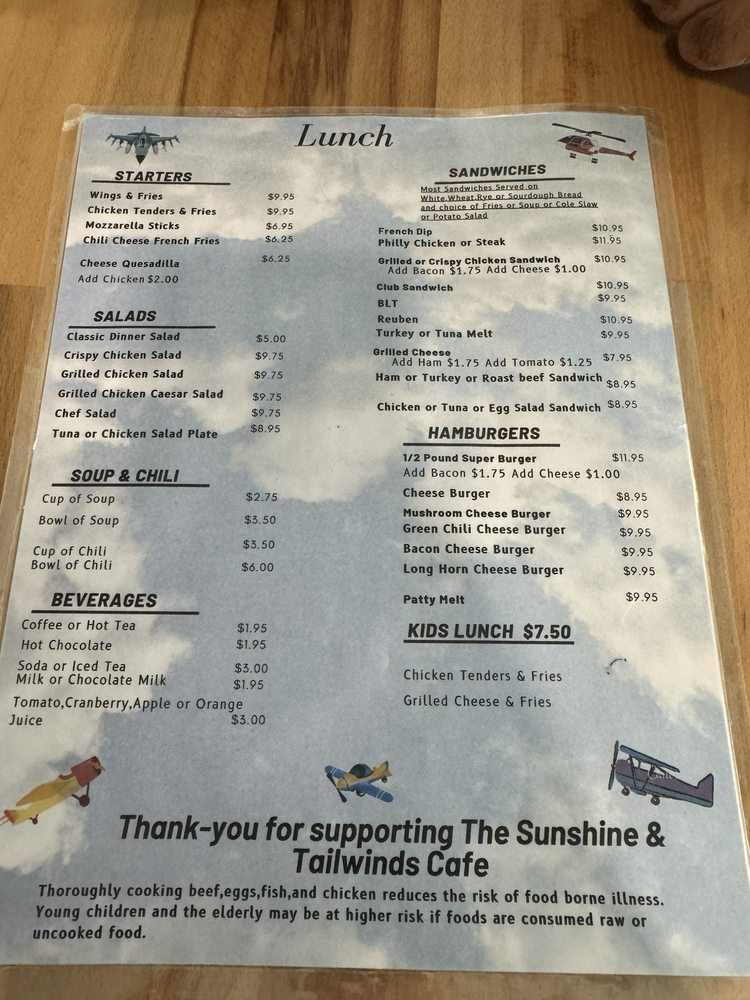 Lunch
STARTERS
Wings & Fries $9.95
Chicken Tenders & Fries $9.95
Mozzarella Sticks $6.95
Chili Cheese French Fries $6.25
Cheese Quesadilla $6.25
Add Chicken $2.00
SALADS
Classic Dinner Salad $5.00
Crispy Chicken Salad $9.75
Grilled Chicken Salad $9.75
Grilled Chicken Caesar Salad $9.75
Chef Salad $9.75
Tuna or Chicken Salad Plate $8.95
SOUP & CHILI
Cup of Soup $2.75
Bowl of Soup $3.50
Cup of Chili $3.50
Bowl of Chili $6.00
BEVERAGES
Coffee or Hot Tea $1.95
Hot Chocolate $1.95
Soda or Iced Tea $3.00
Milk or Chocolate Milk $1.95
Tomato,Cranberry,Apple or Orange
Juice $3.00
SANDWICHES
Most Sandwiches Served on
White,Wheat,Rye or Sourdough Bread
and choice of Fries or Soup or Cole Slaw
or Potato Salad
French Dip $10.95
Philly Chicken or Steak $11.95
Grilled or Crispy Chicken Sandwich $10.95
Add Bacon $1.75 Add Cheese $1.00
Club Sandwich $10.95
BLT $9.95
Reuben $10.95
Turkey or Tuna Melt $9.95
Grilled Cheese $7.95
Add Ham $1.75 Add Tomato $1.25
Ham or Turkey or Roast beef Sandwich $8.95
Chicken or Tuna or Egg Salad Sandwich $8.95
HAMBURGERS
1/2 Pound Super Burger $11.95
Add Bacon $1.75 Add Cheese $1.00
Cheese Burger $8.95
Mushroom Cheese Burger $9.95
Green Chili Cheese Burger $9.95
Bacon Cheese Burger $9.95
Long Horn Cheese Burger $9.95
Patty Melt $9.95
KIDS LUNCH $7.50
Chicken Tenders & Fries
Grilled Cheese & Fries
Thank-you for supporting The Sunshine &
Tailwinds Cafe
Thoroughly cooking beef,eggs,fish,and chicken reduces the risk of food borne illness.
Young children and the elderly may be at higher risk if foods are consumed raw or
uncooked food.